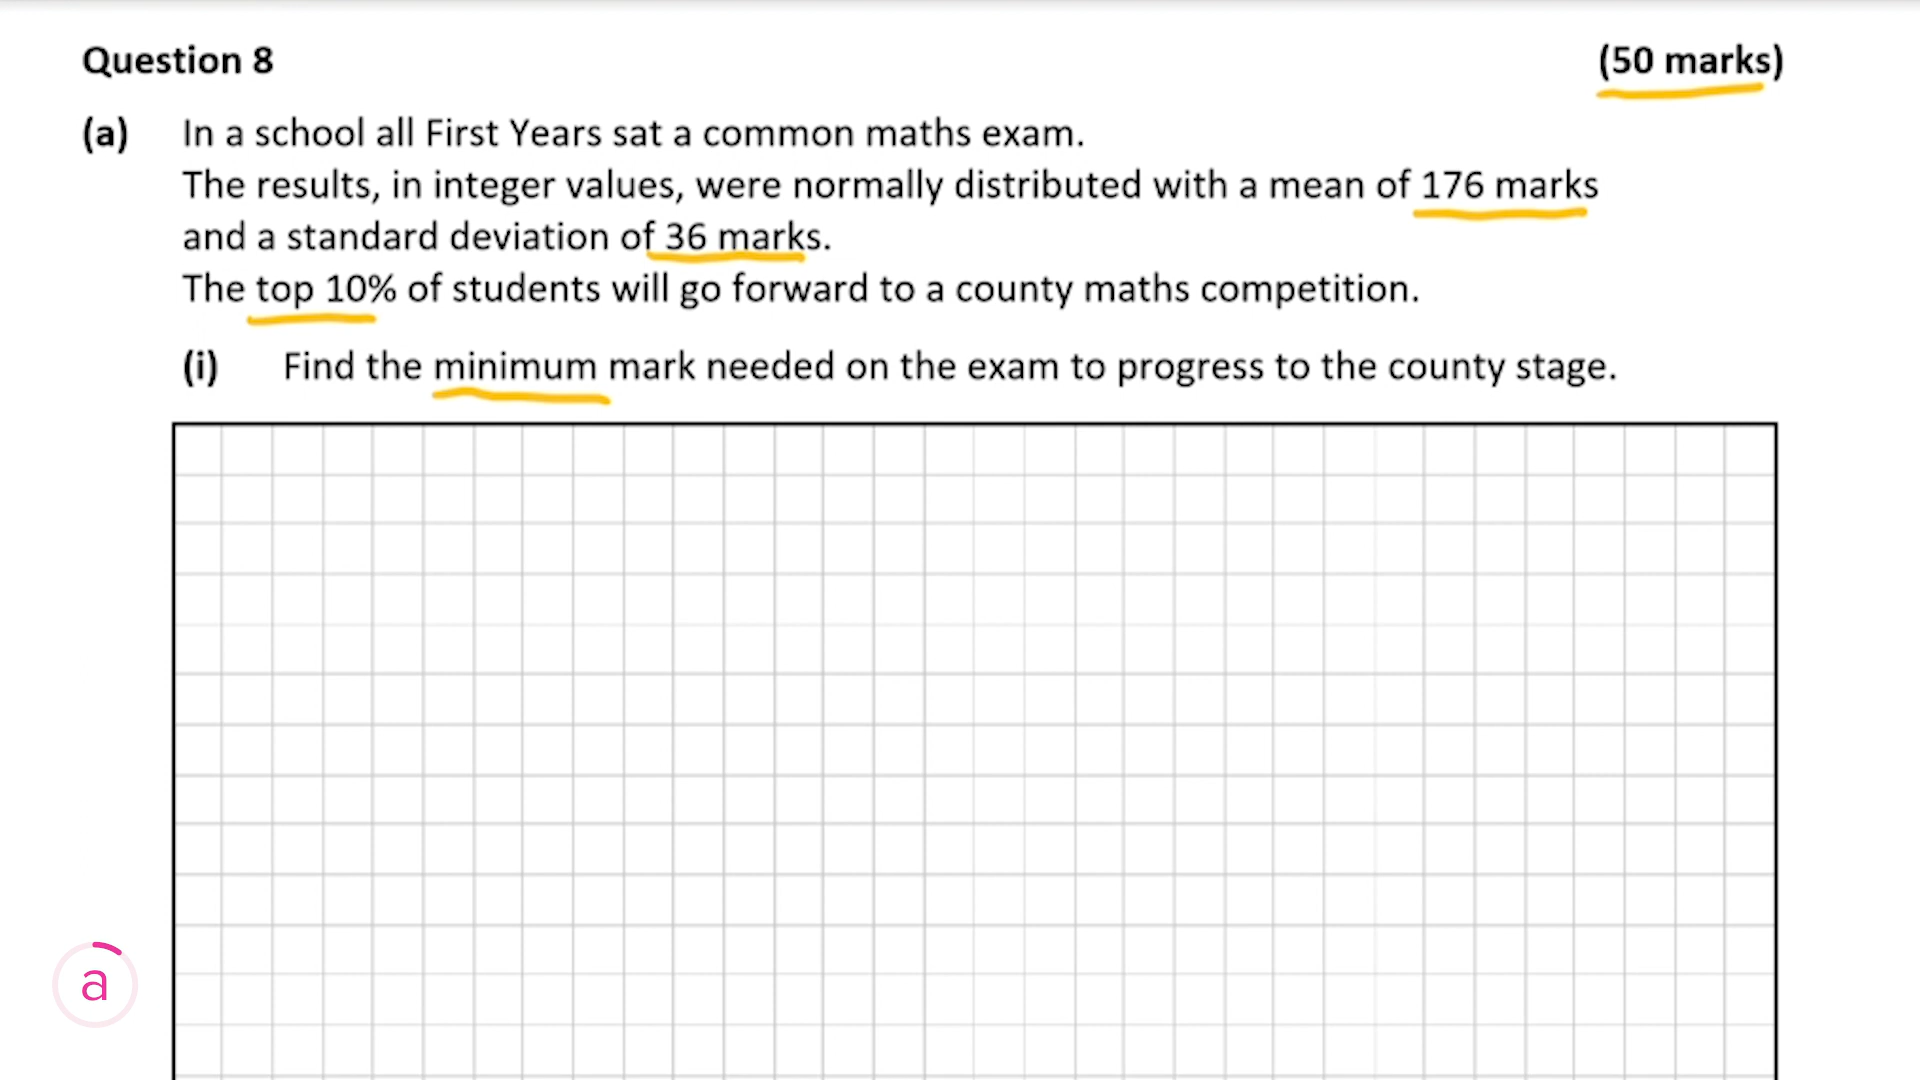 Question 8 (50 marks)
(a) In a school all First Years sat a common maths exam.
The results, in integer values, were normally distributed with a mean of 176 marks
and a standard deviation of 36 marks.
The top 10% of students will go forward to a county maths competition.
(i) Find the minimum mark needed on the exam to progress to the county stage.
a